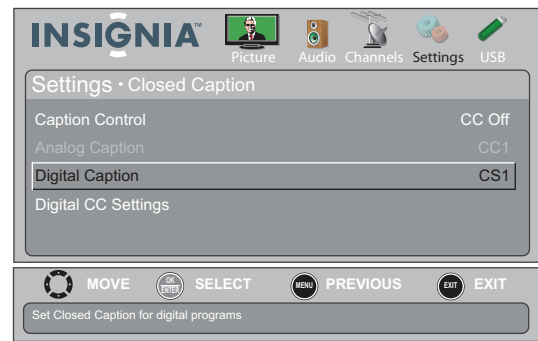 INSIGNIA™
Picture Audio Channels Settings USB
Settings · Closed Caption
Caption Control CC Off
Analog Caption CC1
Digital Caption CS1
Digital CC Settings
MOVE OK ENTER SELECT MENU PREVIOUS EXIT EXIT
Set Closed Caption for digital programs